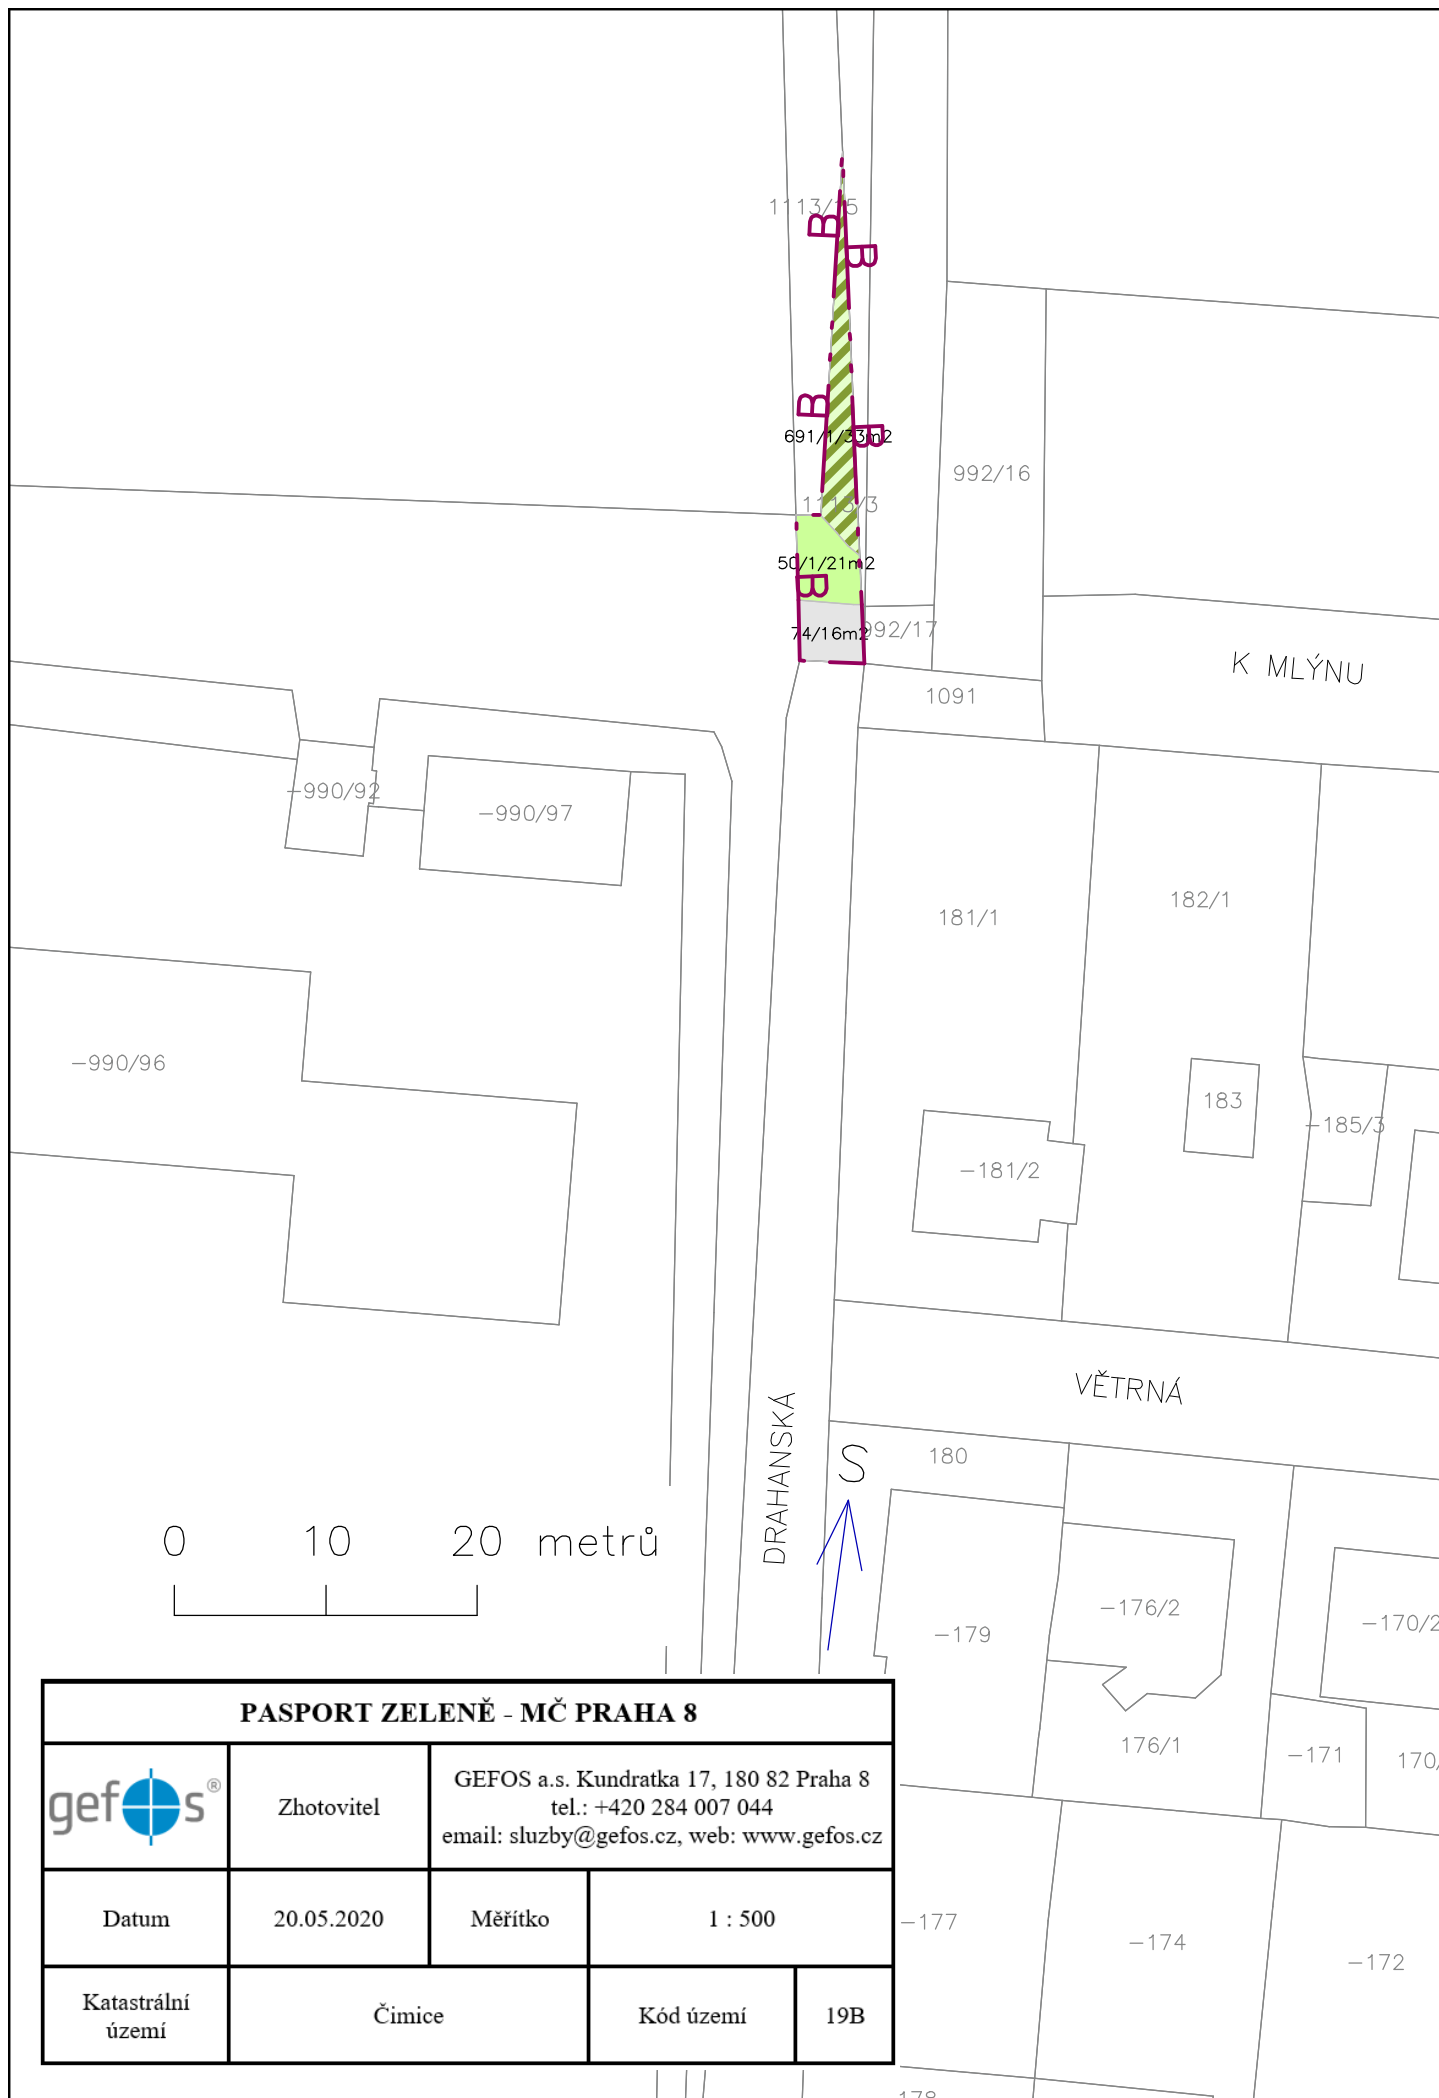 1113/15
B
B
B
B
691/1/33m2
992/16
1113/3
50/1/21m2
B
74/16m2
992/17
K MLÝNU
1091
-990/92
-990/97
182/1
181/1
-990/96
183
-185/3
-181/2
VĚTRNÁ
DRAHANSKÁ
S
180
0 10 20 metrů
-176/2
-179
-170/2
176/1
-171
170/
PASPORT ZELENĚ - MČ PRAHA 8
gefos®
Zhotovitel
GEFOS a.s. Kundratka 17, 180 82 Praha 8
tel.: +420 284 007 044
email: sluzby@gefos.cz, web: www.gefos.cz
Datum
20.05.2020
Měřítko
1 : 500
Katastrální
území
Čimice
Kód území
19B
-177
-174
-172
178